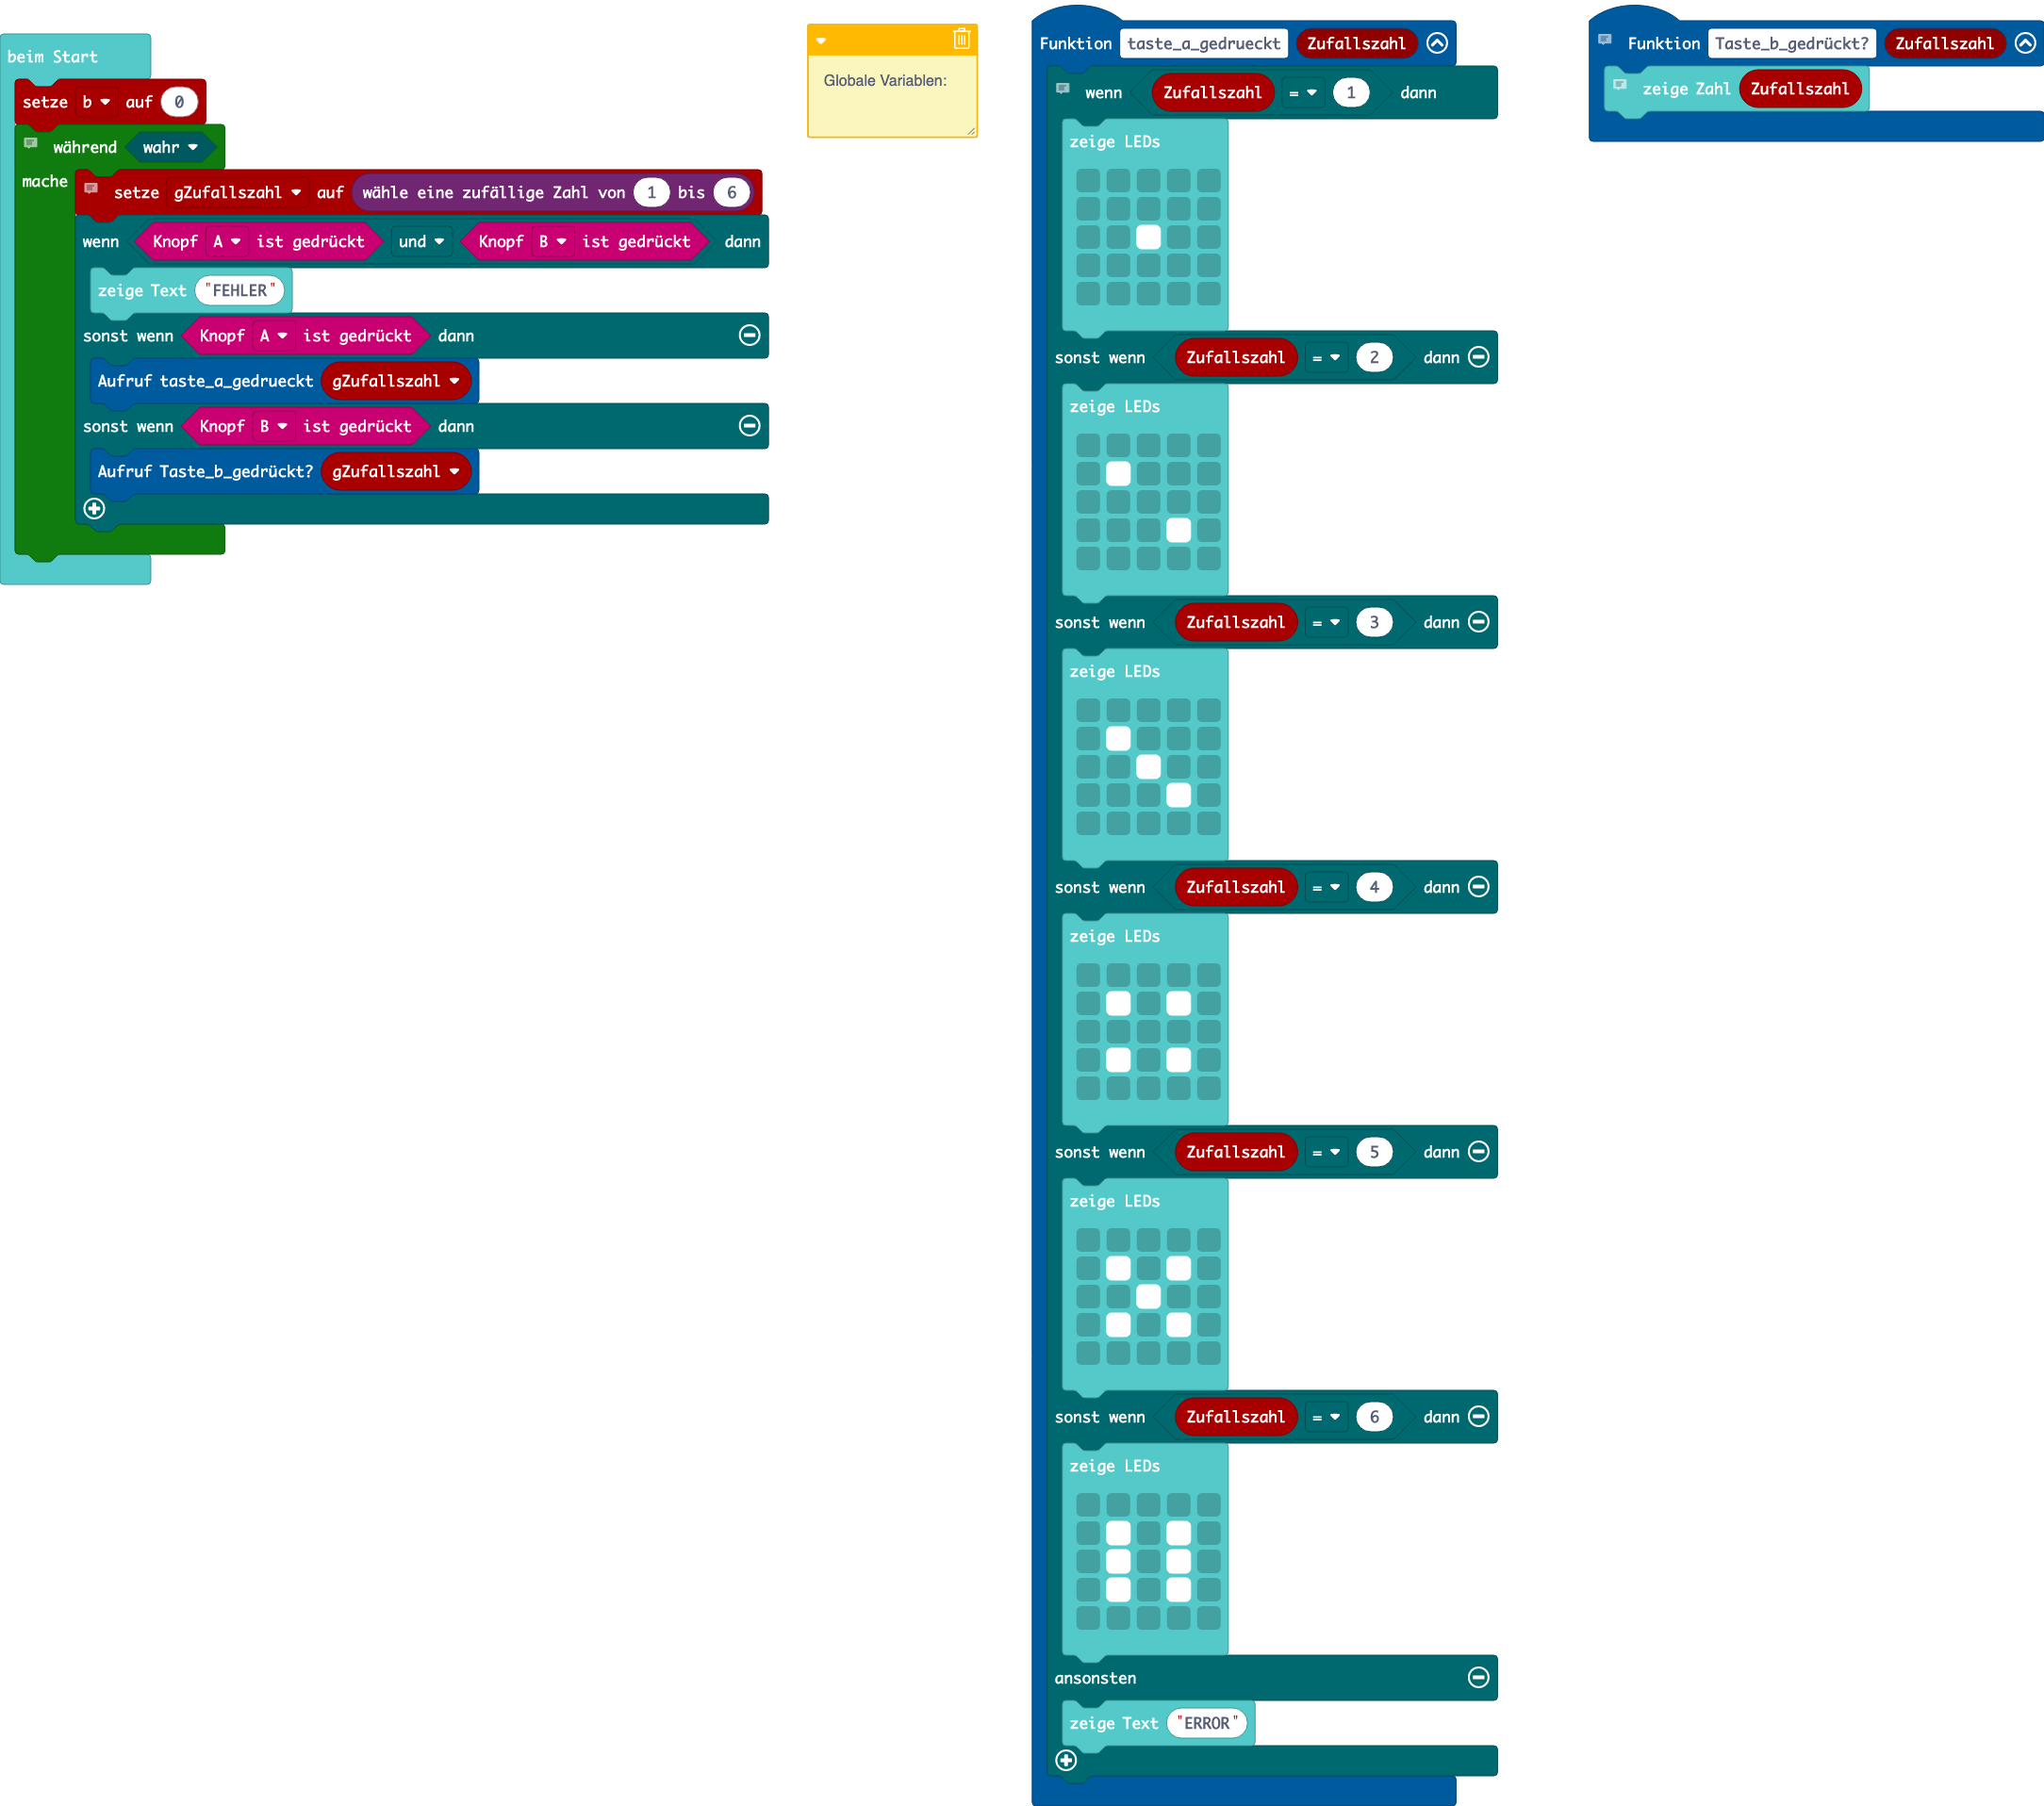 beim Start
setze b auf 0
während wahr
mache
setze gZufallszahl auf wähle eine zufällige Zahl von 1 bis 6
wenn Knopf A ist gedrückt und Knopf B ist gedrückt dann
zeige Text "FEHLER"
sonst wenn Knopf A ist gedrückt dann
Aufruf taste_a_gedrueckt gZufallszahl
sonst wenn Knopf B ist gedrückt dann
Aufruf Taste_b_gedrückt? gZufallszahl
Globale Variablen:
Funktion taste_a_gedrueckt Zufallszahl
wenn Zufallszahl = 1 dann
zeige LEDs
sonst wenn Zufallszahl = 2 dann
zeige LEDs
sonst wenn Zufallszahl = 3 dann
zeige LEDs
sonst wenn Zufallszahl = 4 dann
zeige LEDs
sonst wenn Zufallszahl = 5 dann
zeige LEDs
sonst wenn Zufallszahl = 6 dann
zeige LEDs
ansonsten
zeige Text "ERROR"
Funktion Taste_b_gedrückt? Zufallszahl
zeige Zahl Zufallszahl